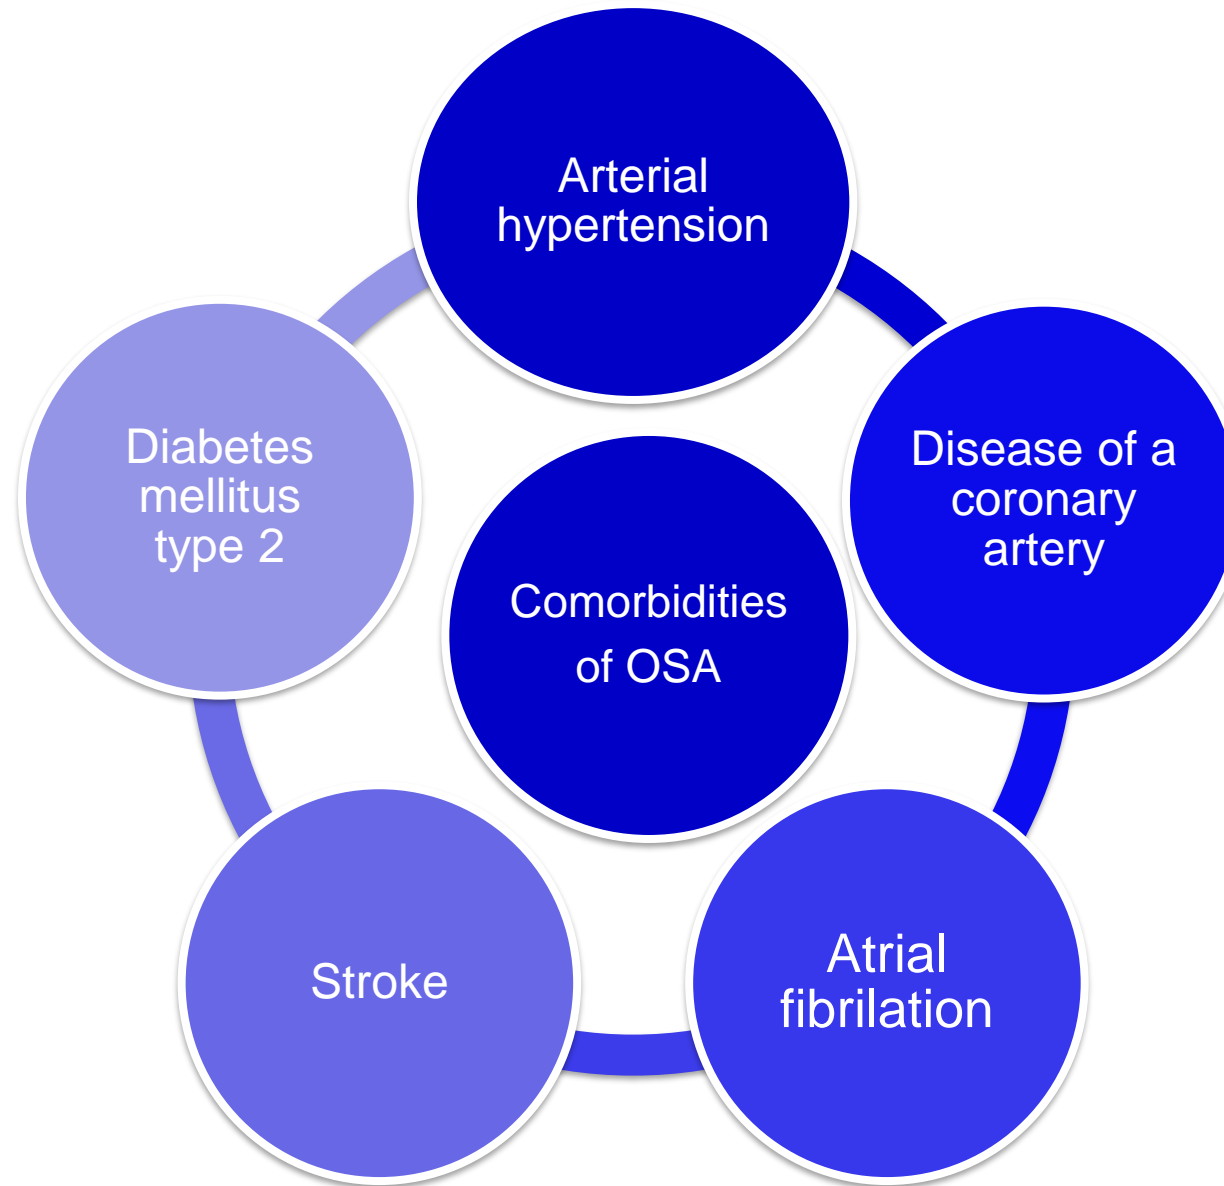 Arterial
hypertension
Disease of a
coronary
artery
Atrial
fibrilation
Stroke
Diabetes
mellitus
type 2
Comorbidities
of OSA